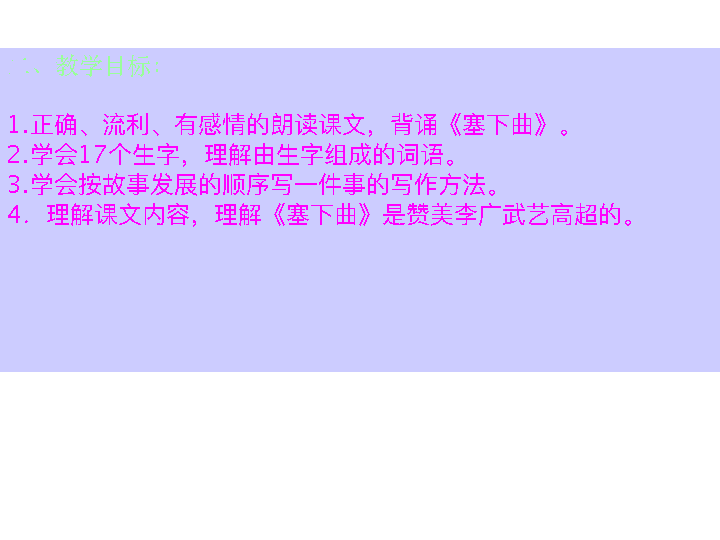 教学目标
1.正确、流利、有感情的朗读课文，背诵《塞下曲》。
2.学会17个生字，理解由生字组成的词语。
3.学会按故事发展的顺序写一件事的写作方法。
4．理解课文内容，理解《塞下曲》是赞美李广武艺高超的。